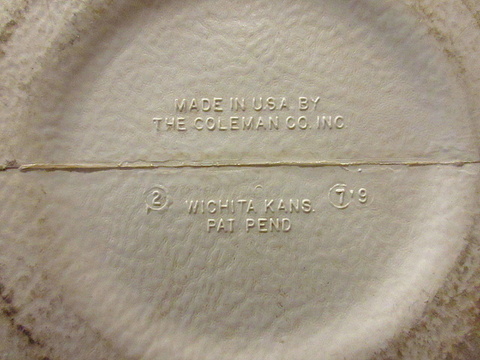 MADE IN U.S.A. BY
THE COLEMAN CO. INC.
2 WICHITA KANS. 7'9
PAT PEND